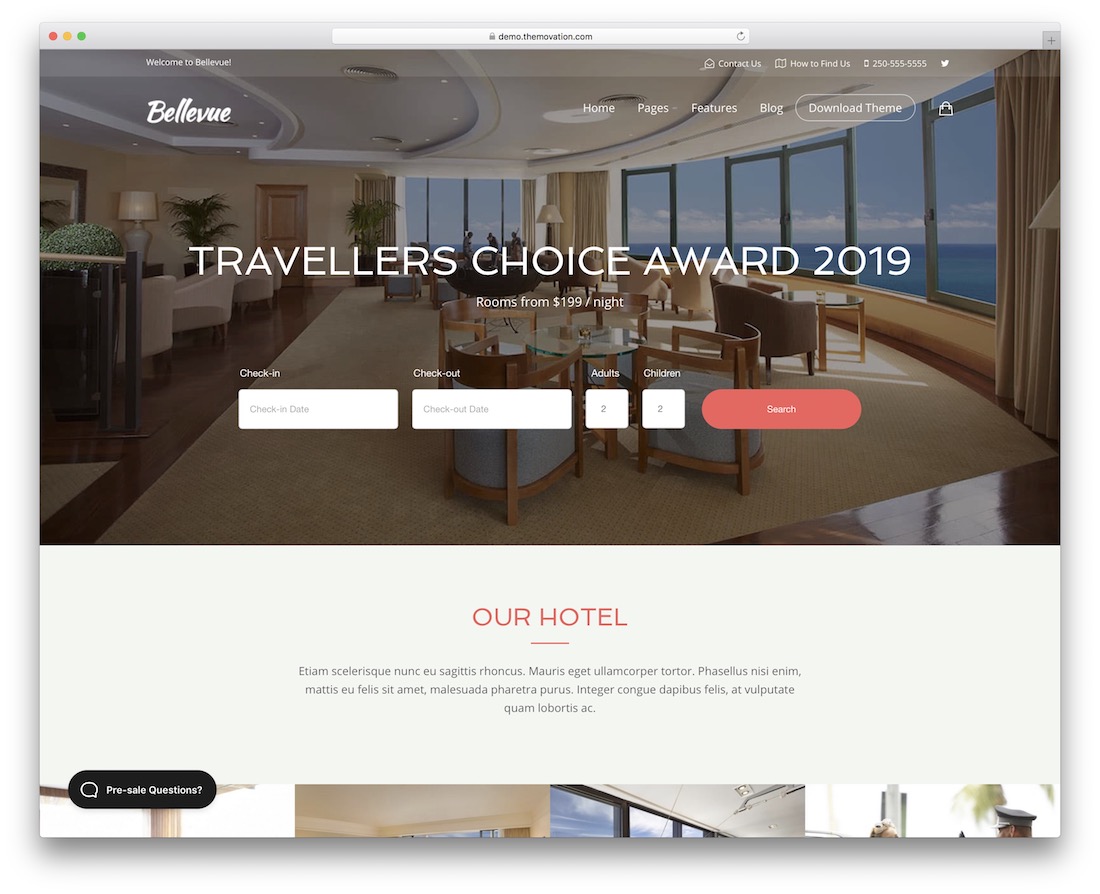 demo.themovation.com
Welcome to Bellevue!
Contact Us
How to Find Us
250-555-5555
Bellevue
Home
Pages
Features
Blog
Download Theme
TRAVELLERS CHOICE AWARD 2019
Rooms from $199 / night
Check-in
Check-out
Adults
Children
Check-in Date
Check-out Date
2
2
Search
OUR HOTEL
Etiam scelerisque nunc eu sagittis rhoncus. Mauris eget ullamcorper tortor. Phasellus nisi enim,
mattis eu felis sit amet, malesuada pharetra purus. Integer congue dapibus felis, at vulputate
quam lobortis ac.
Pre-sale Questions?